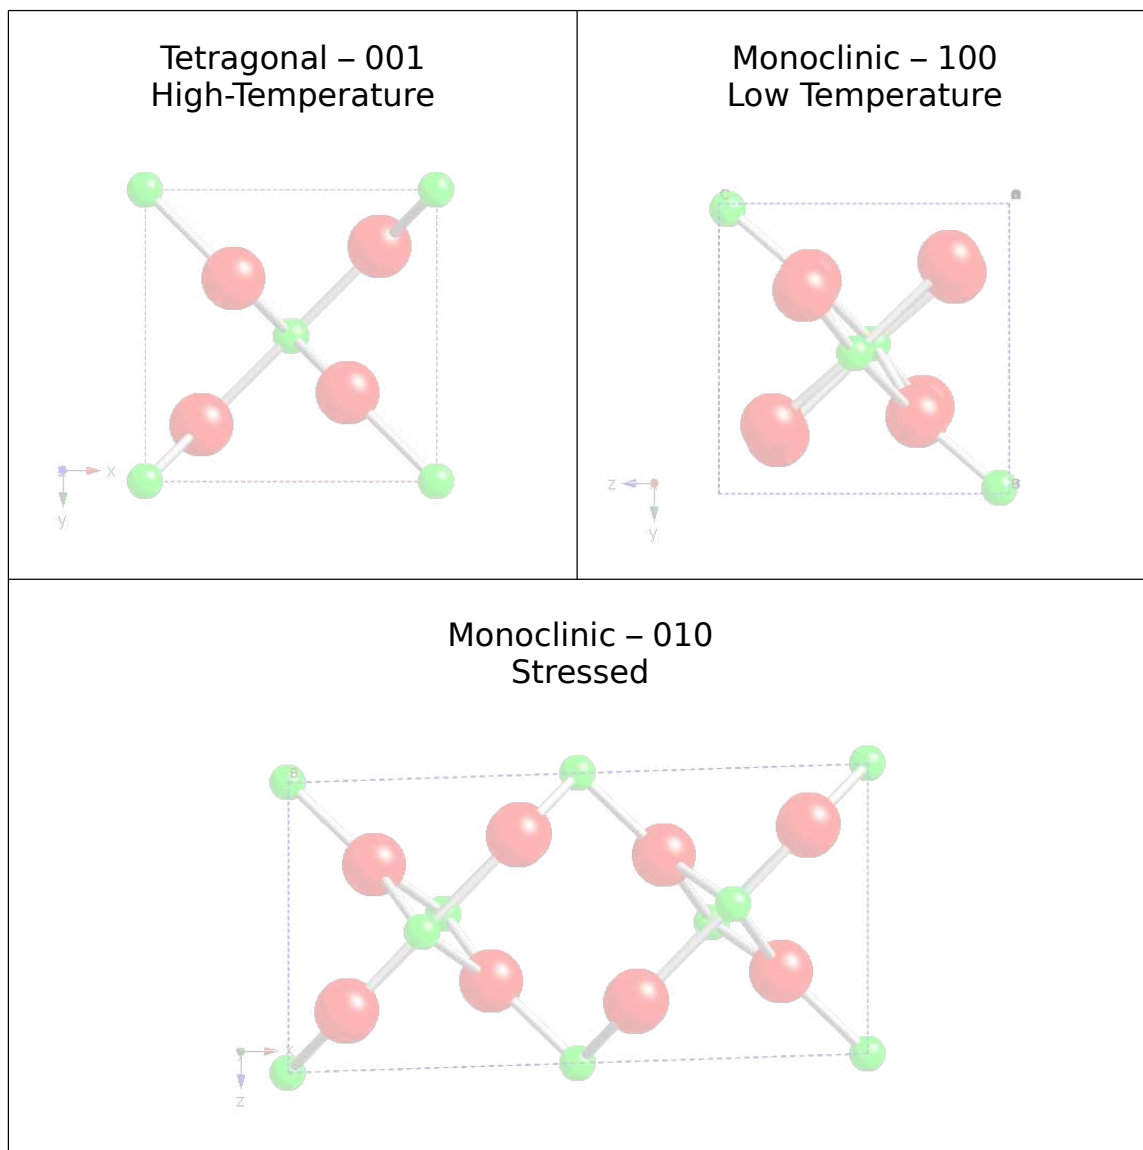 Tetragonal – 001
High-Temperature
Monoclinic – 100
Low Temperature
x
y
C
B
z
y
Monoclinic – 010
Stressed
B
x
z